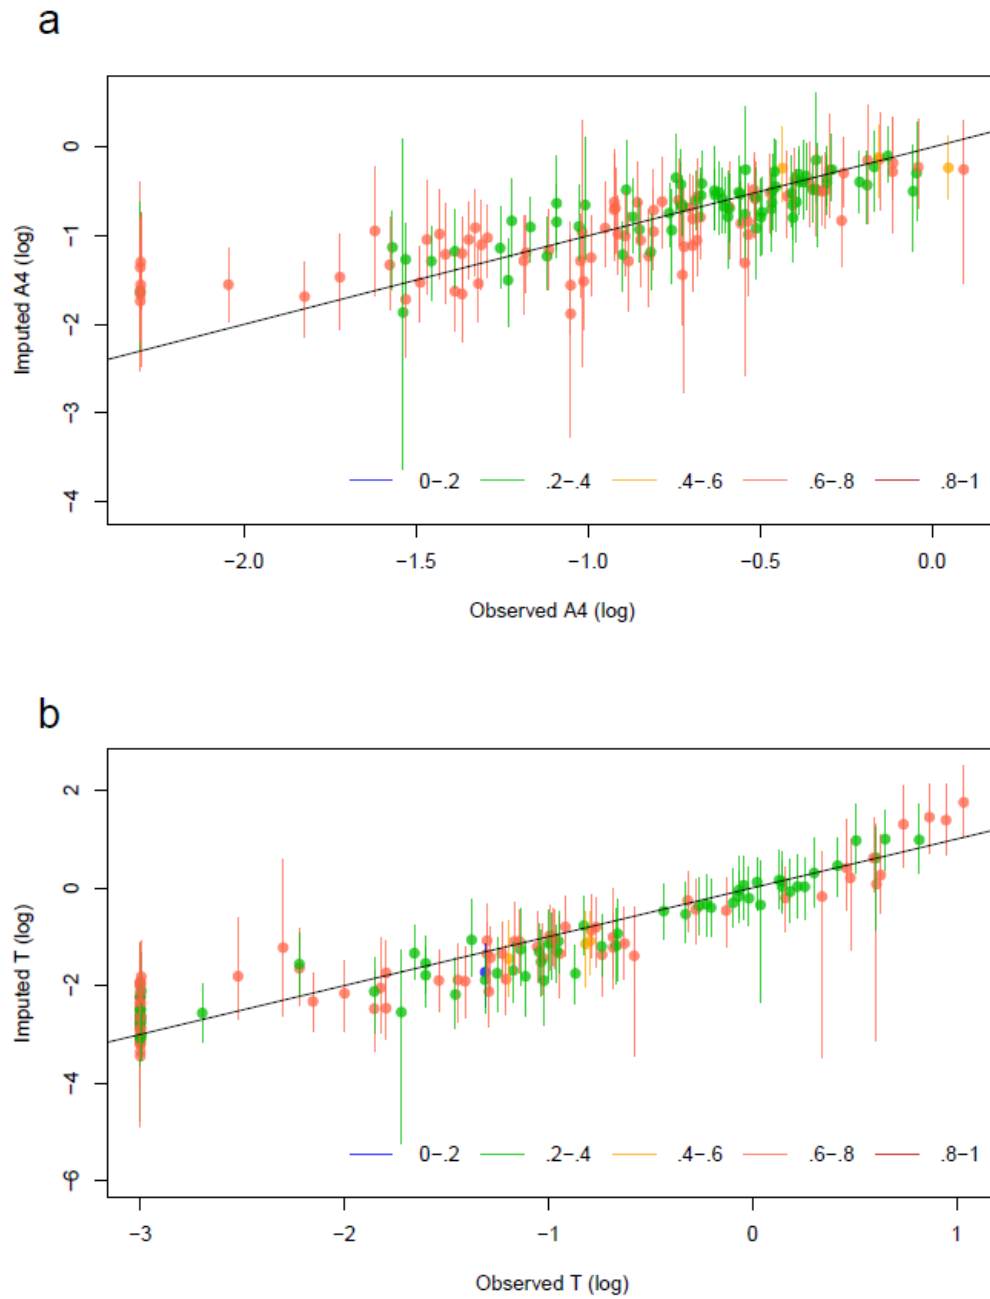 a
Imputed A4 (log)
0
−1
−2
−3
−4
0−.2 .2−.4 .4−.6 .6−.8 .8−1
−2.0 −1.5 −1.0 −0.5 0.0
Observed A4 (log)
b
Imputed T (log)
2
0
−2
−4
−6
0−.2 .2−.4 .4−.6 .6−.8 .8−1
−3 −2 −1 0 1
Observed T (log)